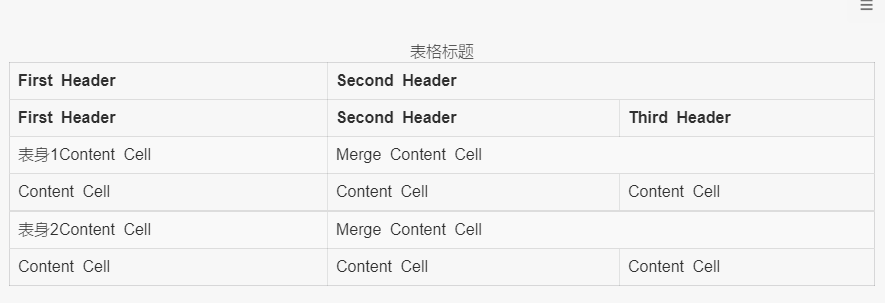 表格标题
First Header Second Header
First Header Second Header Third Header
表身1Content Cell Merge Content Cell
Content Cell Content Cell Content Cell
表身2Content Cell Merge Content Cell
Content Cell Content Cell Content Cell